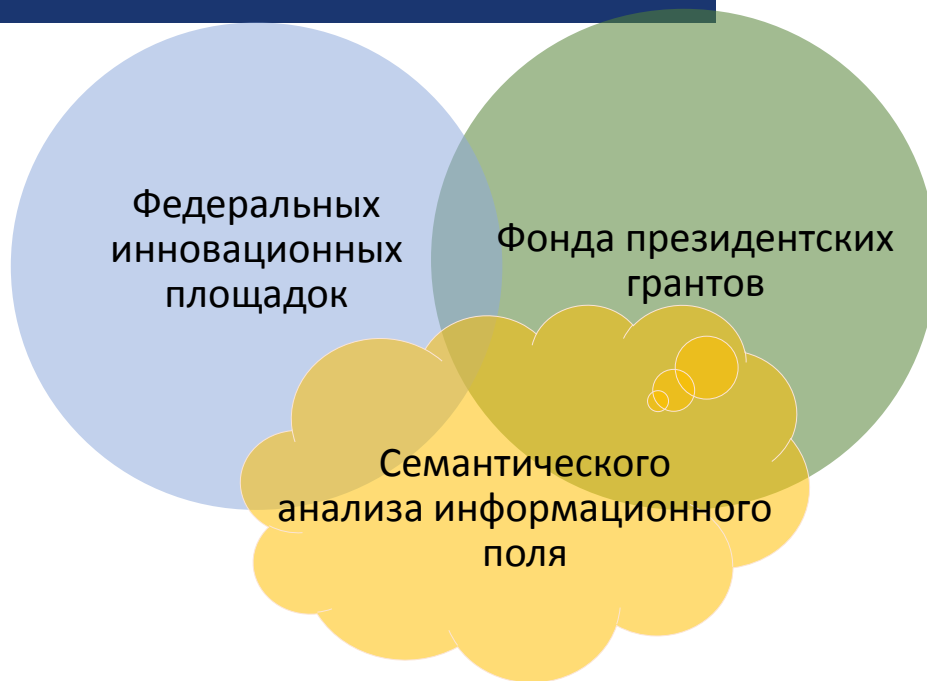 Федеральных
инновационных
площадок
Фонда президентских
грантов
Семантического
анализа информационного
поля